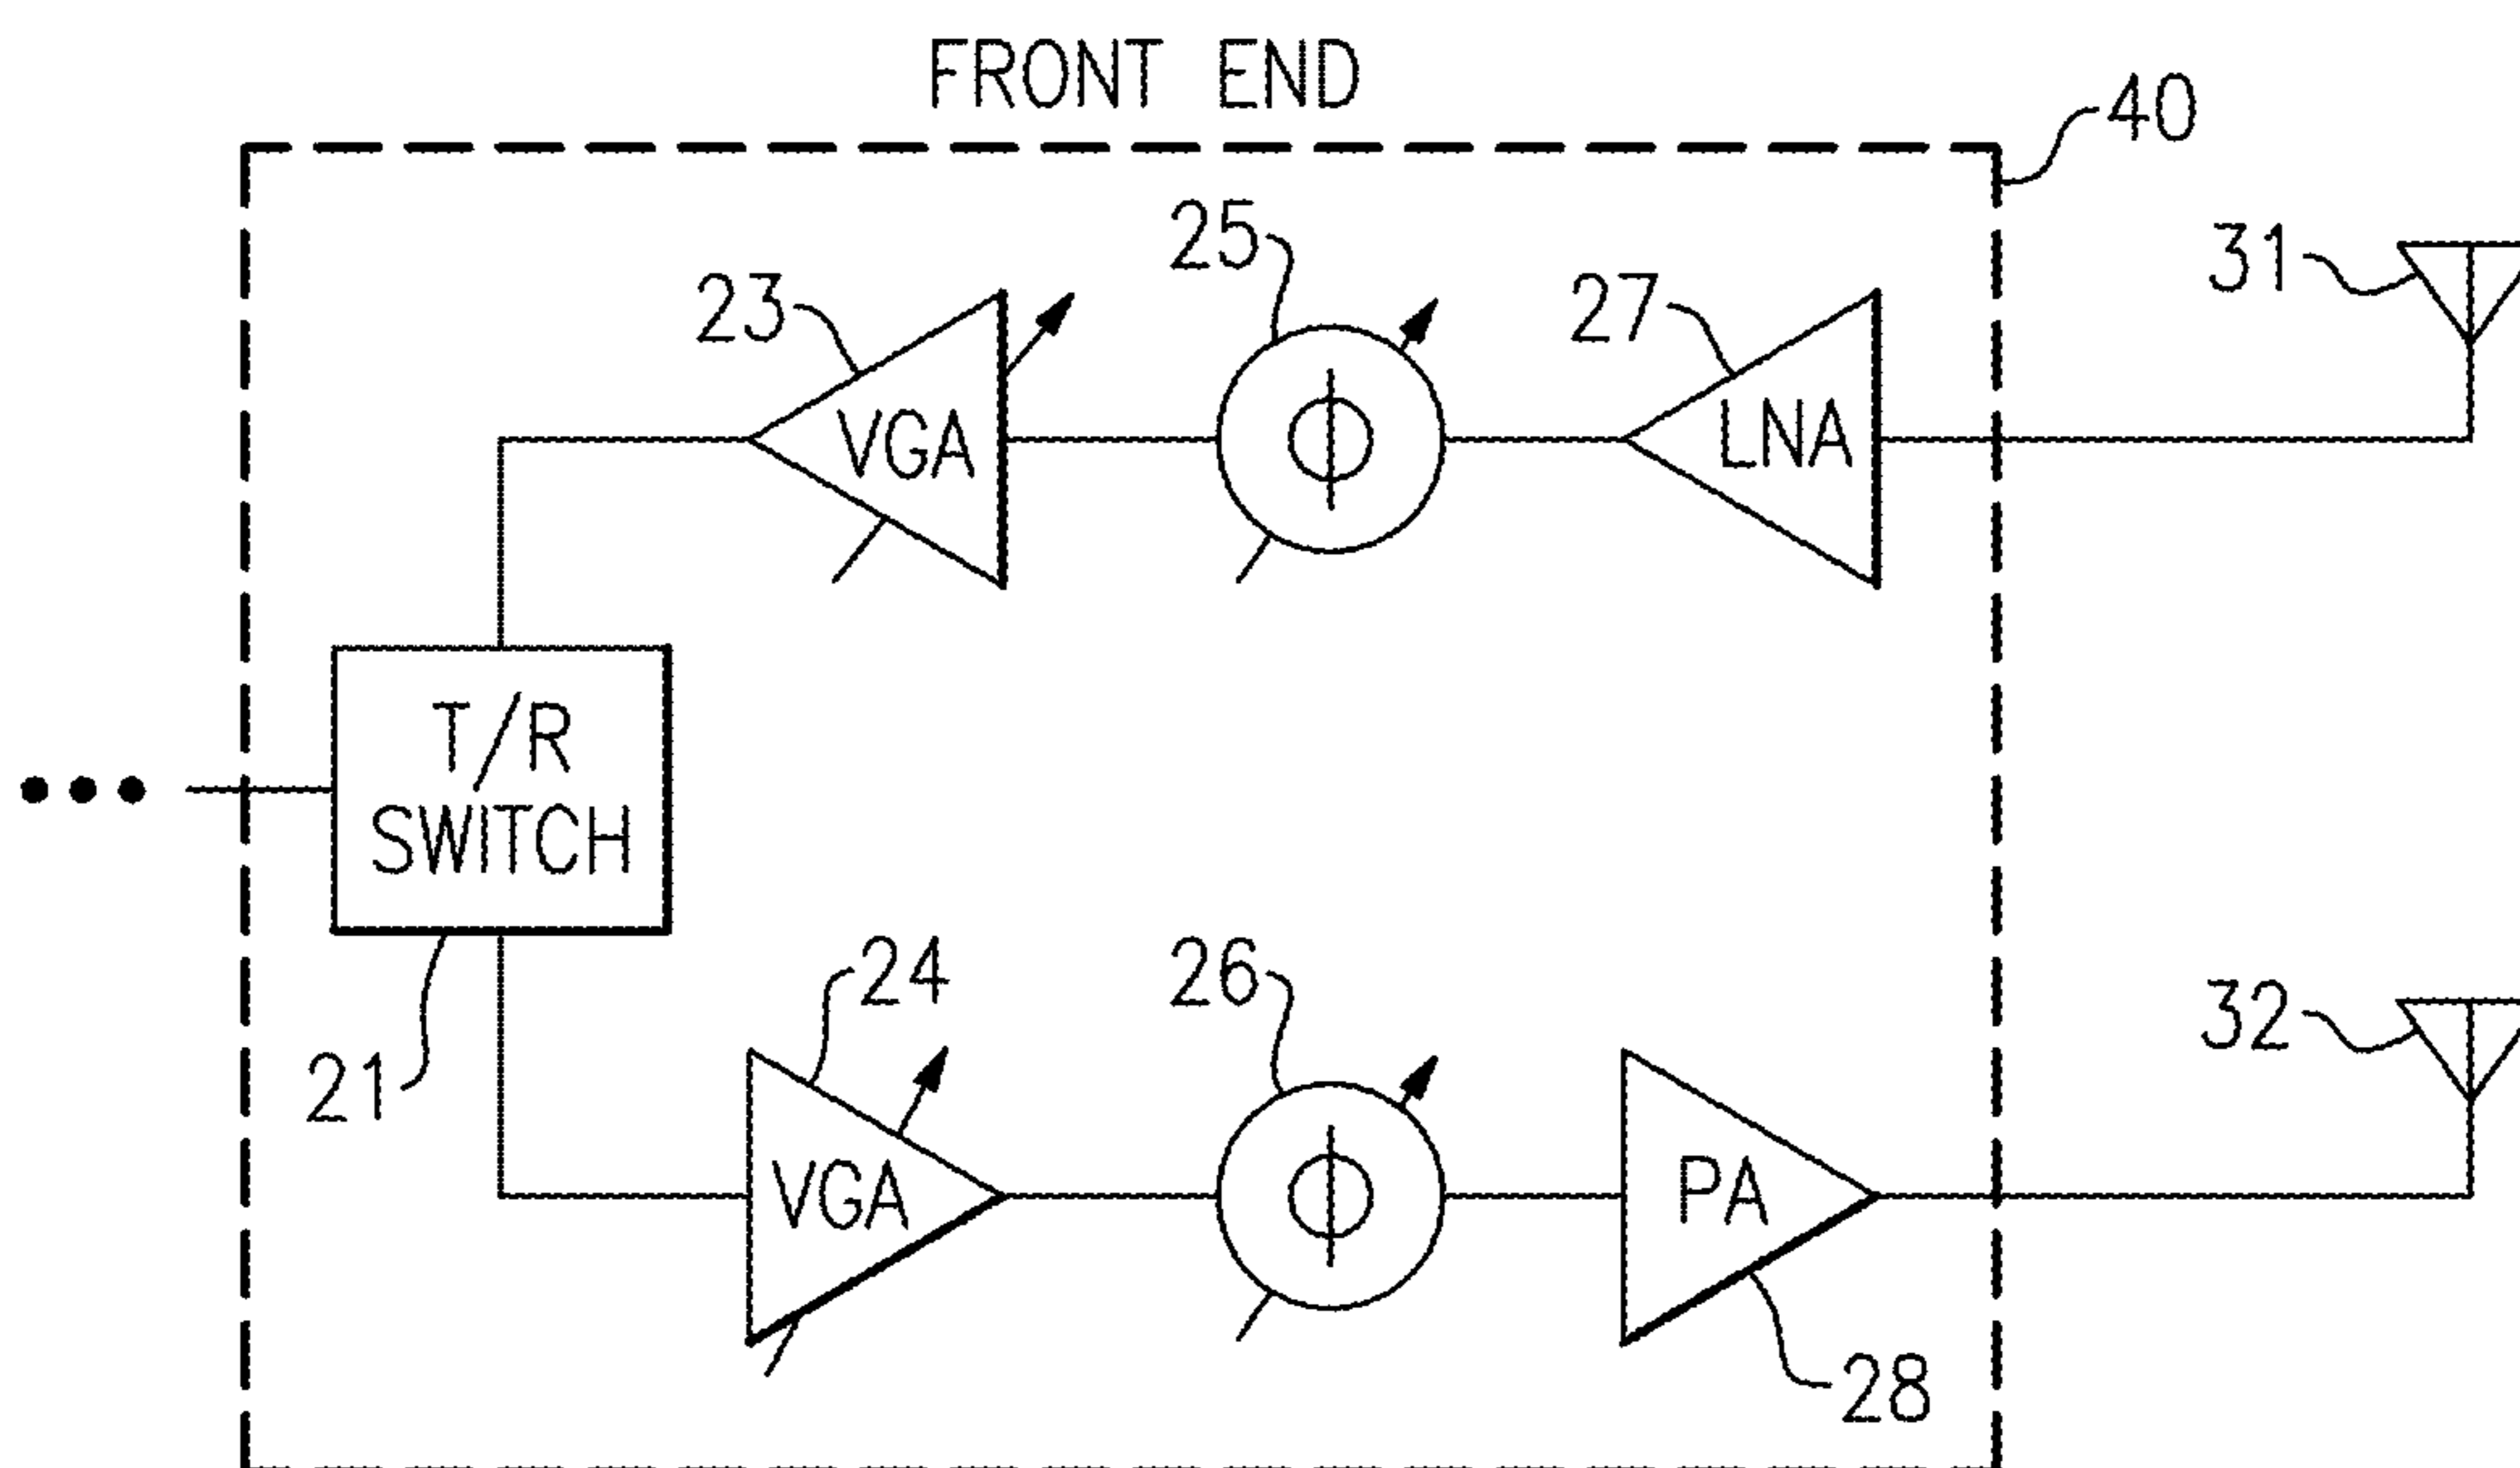 FRONT END
40
25
31
23
27
VGA
Φ
LNA
T/R
SWITCH
24
26
32
21
VGA
Φ
PA
28